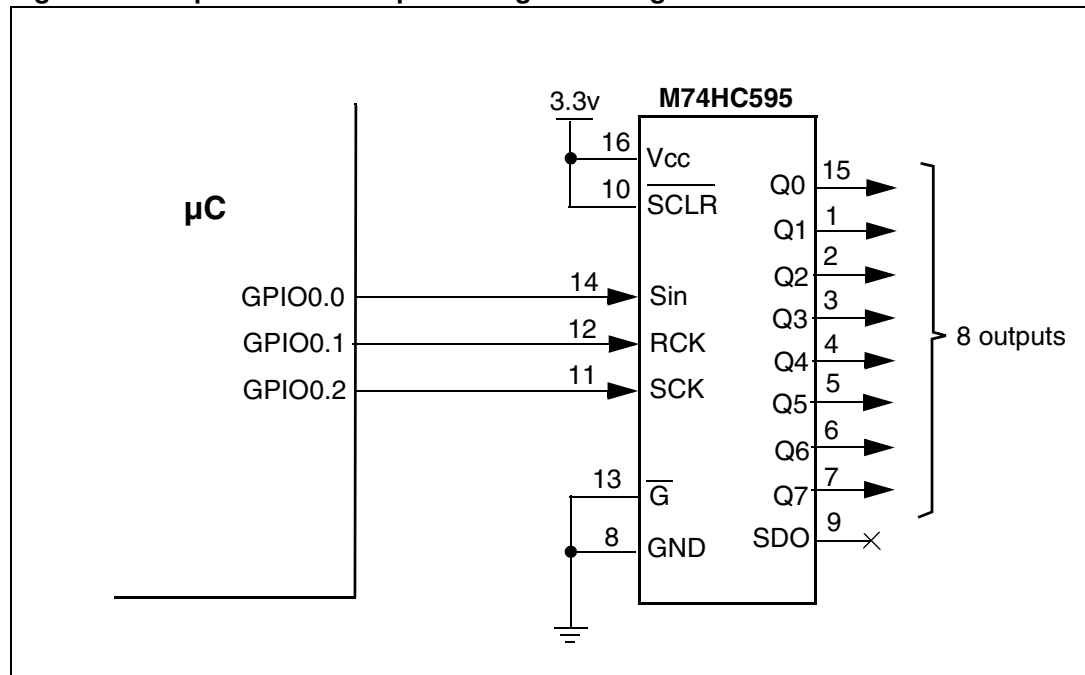 M74HC595
3.3v
16
Vcc
10
SCLR
µC
GPIO0.0
14
Sin
GPIO0.1
12
RCK
GPIO0.2
11
SCK
13
G
8
GND
Q0
15
Q1
1
Q2
2
Q3
3
Q4
4
Q5
5
Q6
6
Q7
7
SDO
9
8 outputs